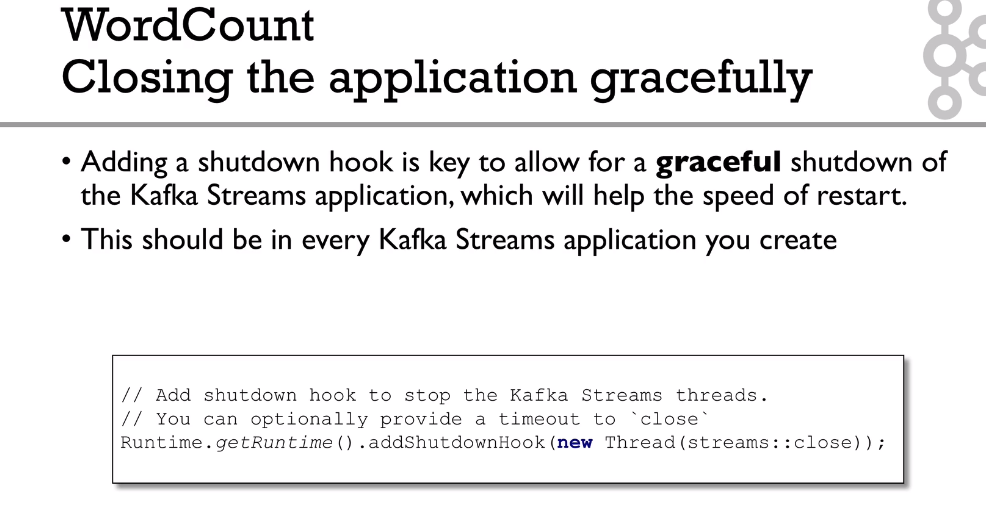 WordCount
Closing the application gracefully
• Adding a shutdown hook is key to allow for a graceful shutdown of
the Kafka Streams application, which will help the speed of restart.
• This should be in every Kafka Streams application you create
// Add shutdown hook to stop the Kafka Streams threads.
// You can optionally provide a timeout to `close`
Runtime.getRuntime().addShutdownHook(new Thread(streams::close));